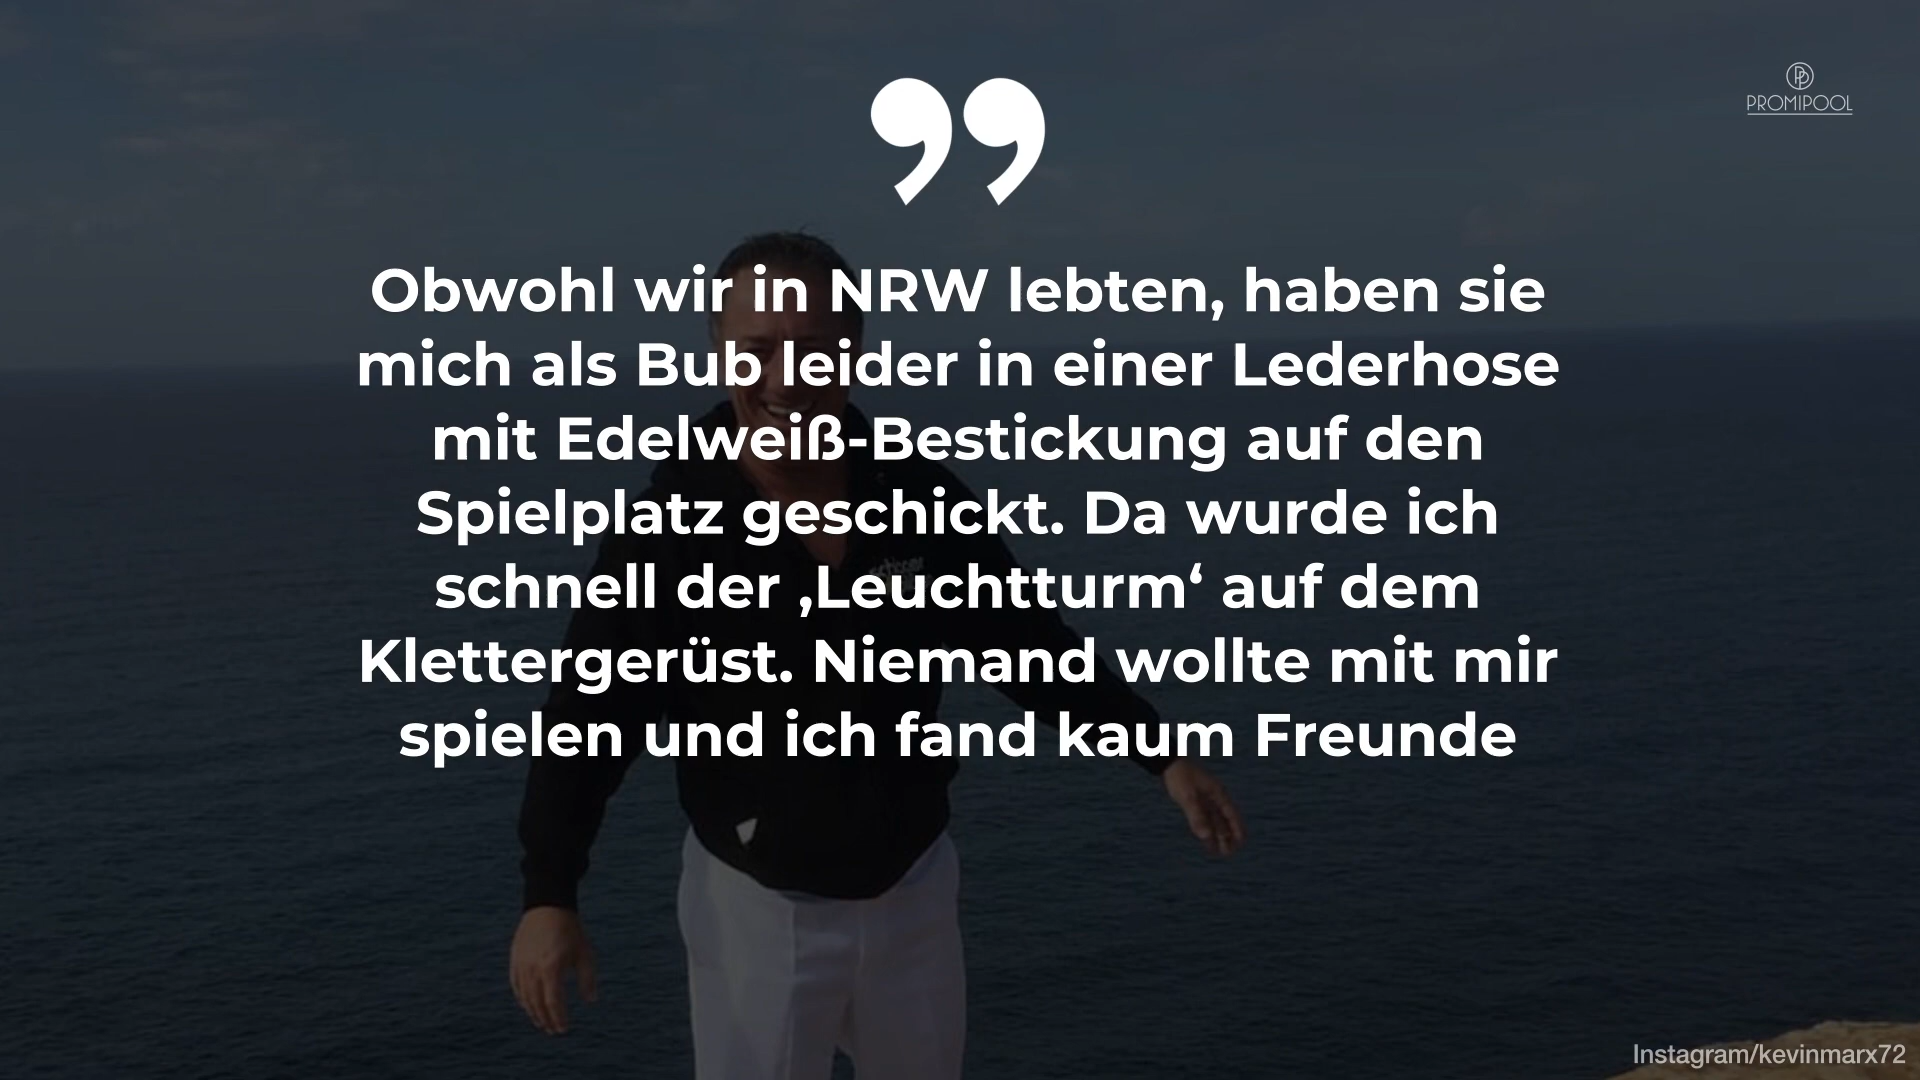 PROMIPOOL
Obwohl wir in NRW lebten, haben sie
mich als Bub leider in einer Lederhose
mit Edelweiß-Bestickung auf den
Spielplatz geschickt. Da wurde ich
schnell der ‚Leuchtturm‘ auf dem
Klettergerüst. Niemand wollte mit mir
spielen und ich fand kaum Freunde
Instagram/kevinmarx72